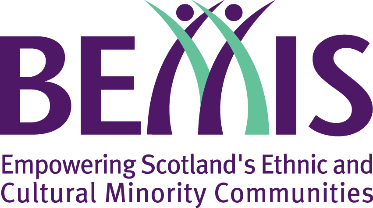 BEMIS
Empowering Scotland's Ethnic and
Cultural Minority Communities